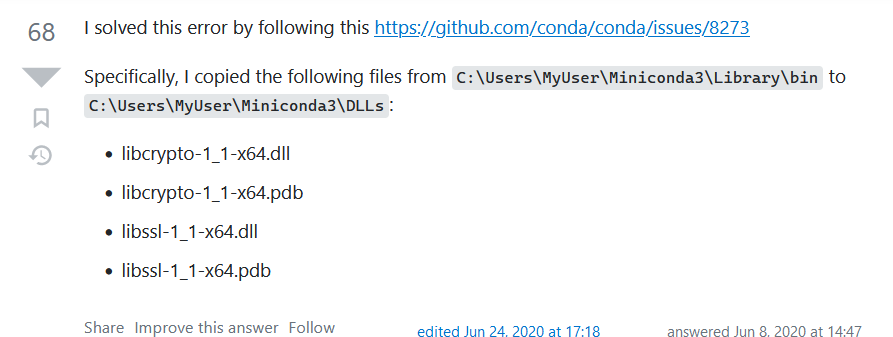 68
I solved this error by following this https://github.com/conda/conda/issues/8273
Specifically, I copied the following files from C:\Users\MyUser\Miniconda3\Library\bin to
C:\Users\MyUser\Miniconda3\DLLs:
• libcrypto-1_1-x64.dll
• libcrypto-1_1-x64.pdb
• libssl-1_1-x64.dll
• libssl-1_1-x64.pdb
Share Improve this answer Follow
edited Jun 24, 2020 at 17:18
answered Jun 8, 2020 at 14:47